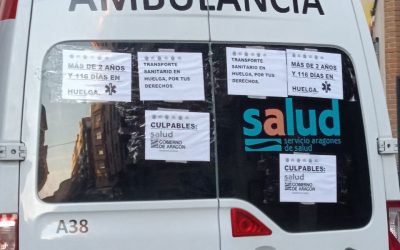 AMBULANCIA
MÁS DE 2 AÑOS
Y 116 DÍAS EN
HUELGA.
TRANSPORTE
SANITARIO EN
HUELGA, POR TUS
DERECHOS.
TRANSPORTE
SANITARIO EN
HUELGA, POR TUS
DERECHOS.
MÁS DE 2 AÑOS
Y 116 DÍAS EN
HUELGA.
CULPABLES:
salud
GOBIERNO
DE ARAGON
salud
servicio aragones
de salud
CULPABLES:
salud
GOBIERNO
DE ARAGON
A38